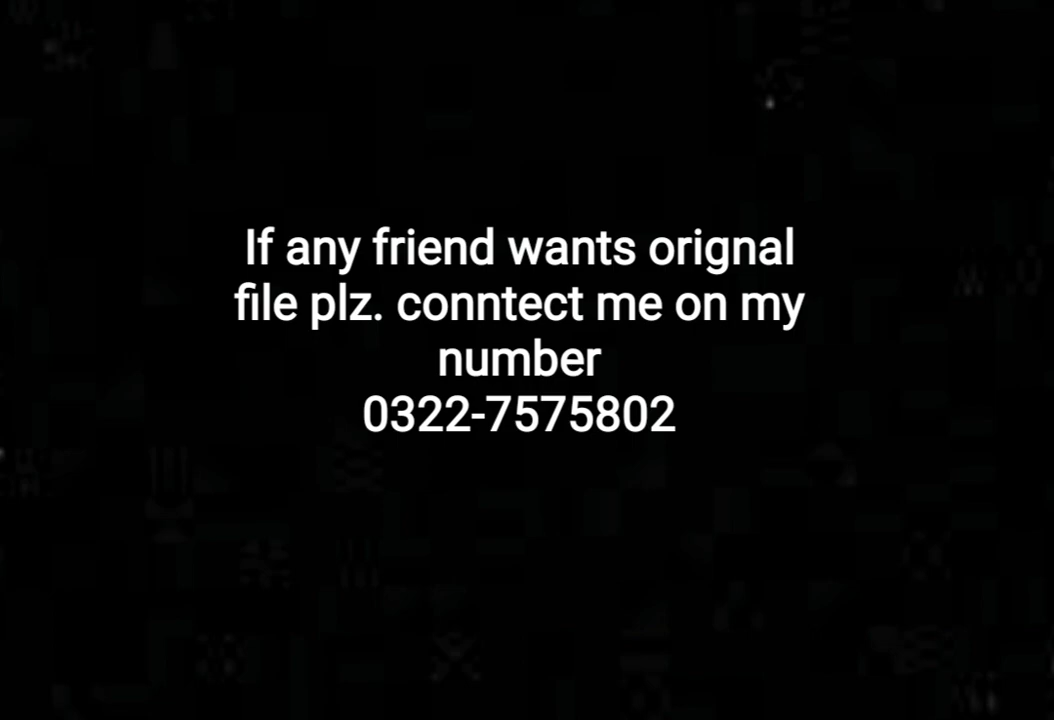 If any friend wants orignal
file plz. conntect me on my
number
0322-7575802